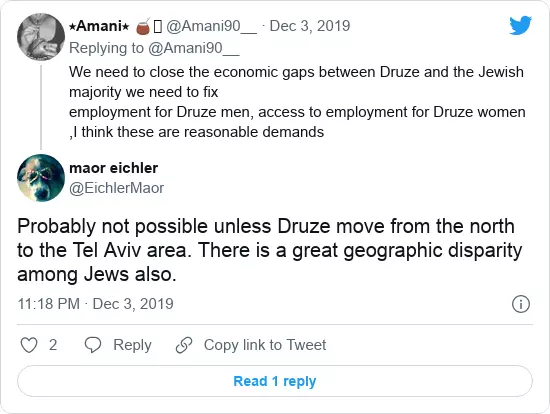 ⭑Amani⭑ 🧉 @Amani90__ · Dec 3, 2019
Replying to @Amani90__
We need to close the economic gaps between Druze and the Jewish
majority we need to fix
employment for Druze men, access to employment for Druze women
,I think these are reasonable demands
maor eichler
@EichlerMaor
Probably not possible unless Druze move from the north
to the Tel Aviv area. There is a great geographic disparity
among Jews also.
11:18 PM · Dec 3, 2019
2 Reply Copy link to Tweet
Read 1 reply